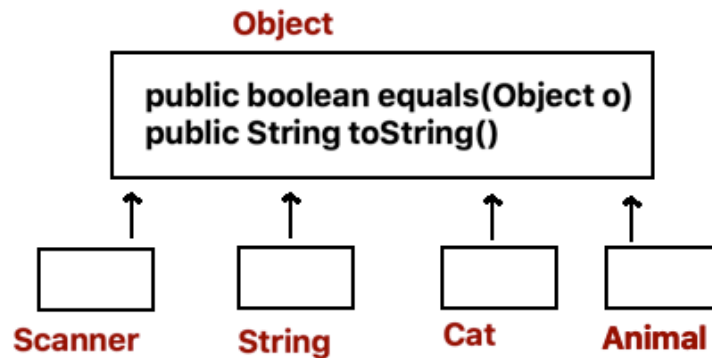 Object
public boolean equals(Object o)
public String toString()
Scanner
String
Cat
Animal